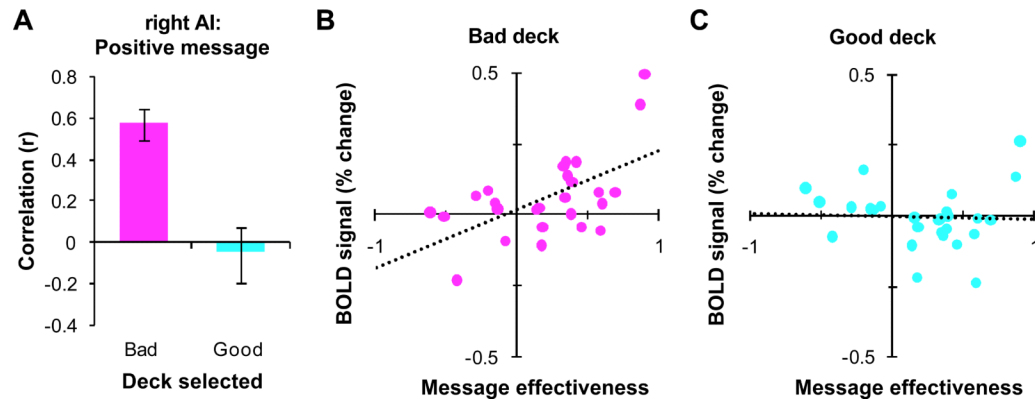 A
right AI:
Positive message
Correlation (r)
0.8
0.6
0.4
0.2
0
-0.2
-0.4
Bad
Good
Deck selected
B
Bad deck
BOLD signal (% change)
0.5
-1
1
-0.5
Message effectiveness
C
Good deck
BOLD signal (% change)
0.5
-1
1
-0.5
Message effectiveness